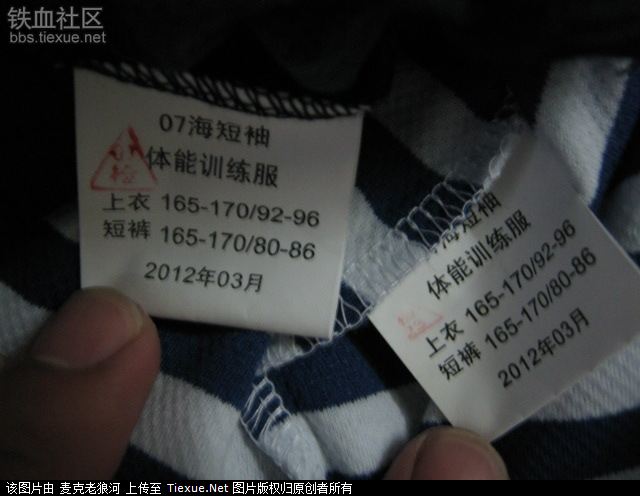 铁血社区
bbs.tiexue.net
07海短袖
体能训练服
上衣 165-170/92-96
短裤 165-170/80-86
2012年03月
海短袖
体能训练服
上衣 165-170/92-96
短裤 165-170/80-86
2012年03月
该图片由 麦克老狼河 上传至 Tiexue.Net 图片版权归原创者所有